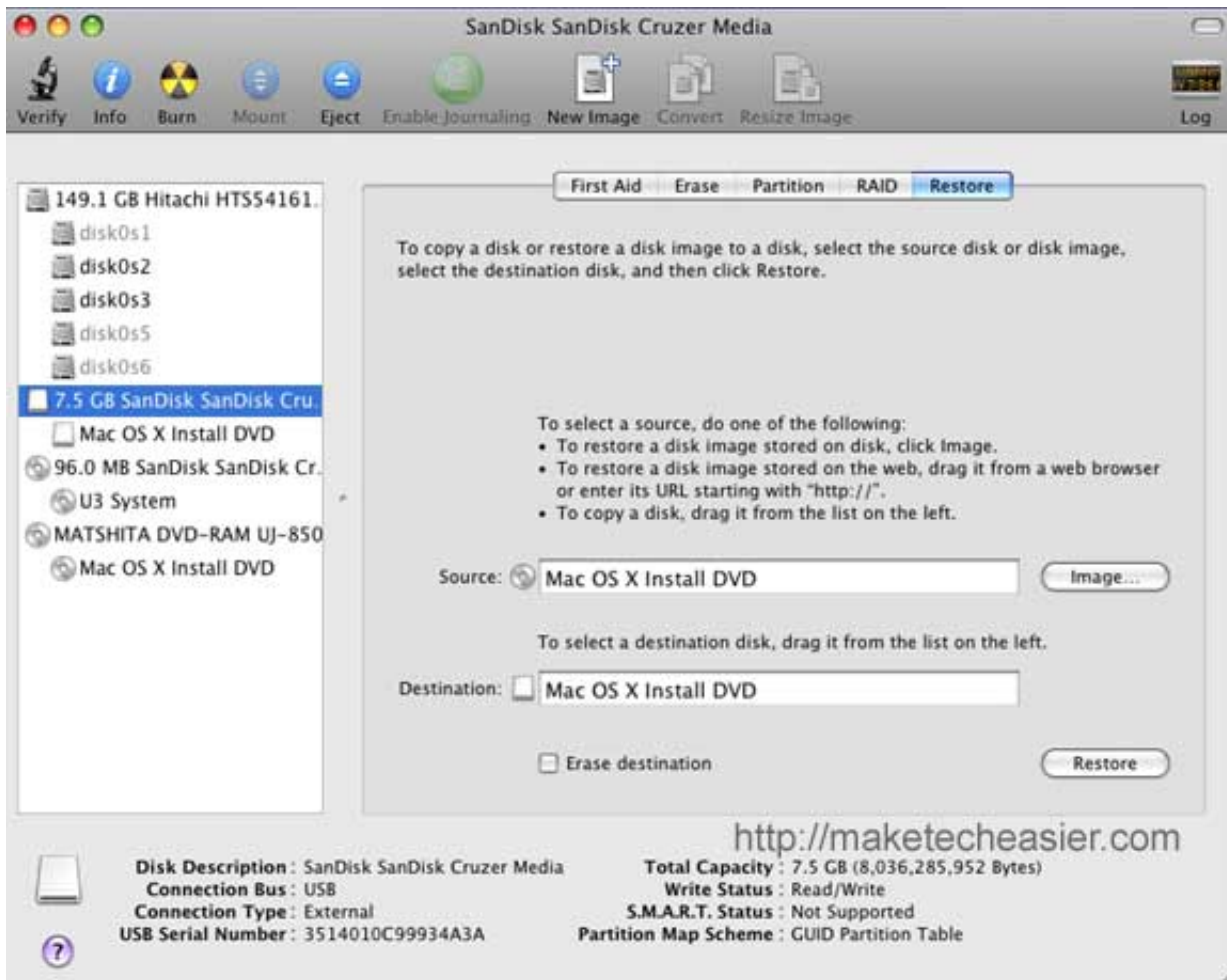 SanDisk SanDisk Cruzer Media
Verify Info Burn Mount Eject Enable Journaling New Image Convert Resize Image Log
149.1 GB Hitachi HTS54161.
disk0s1
disk0s2
disk0s3
disk0s5
disk0s6
7.5 GB SanDisk SanDisk Cru.
Mac OS X Install DVD
96.0 MB SanDisk SanDisk Cr.
U3 System
MATSHITA DVD-RAM UJ-850
Mac OS X Install DVD
First Aid Erase Partition RAID Restore
To copy a disk or restore a disk image to a disk, select the source disk or disk image,
select the destination disk, and then click Restore.
To select a source, do one of the following:
• To restore a disk image stored on disk, click Image.
• To restore a disk image stored on the web, drag it from a web browser
or enter its URL starting with “http://”.
• To copy a disk, drag it from the list on the left.
Source: Mac OS X Install DVD Image...
To select a destination disk, drag it from the list on the left.
Destination: Mac OS X Install DVD
Erase destination Restore
http://maketecheasier.com
Disk Description : SanDisk SanDisk Cruzer Media Total Capacity : 7.5 GB (8,036,285,952 Bytes)
Connection Bus : USB Write Status : Read/Write
Connection Type : External S.M.A.R.T. Status : Not Supported
USB Serial Number : 3514010C99934A3A Partition Map Scheme : GUID Partition Table
?